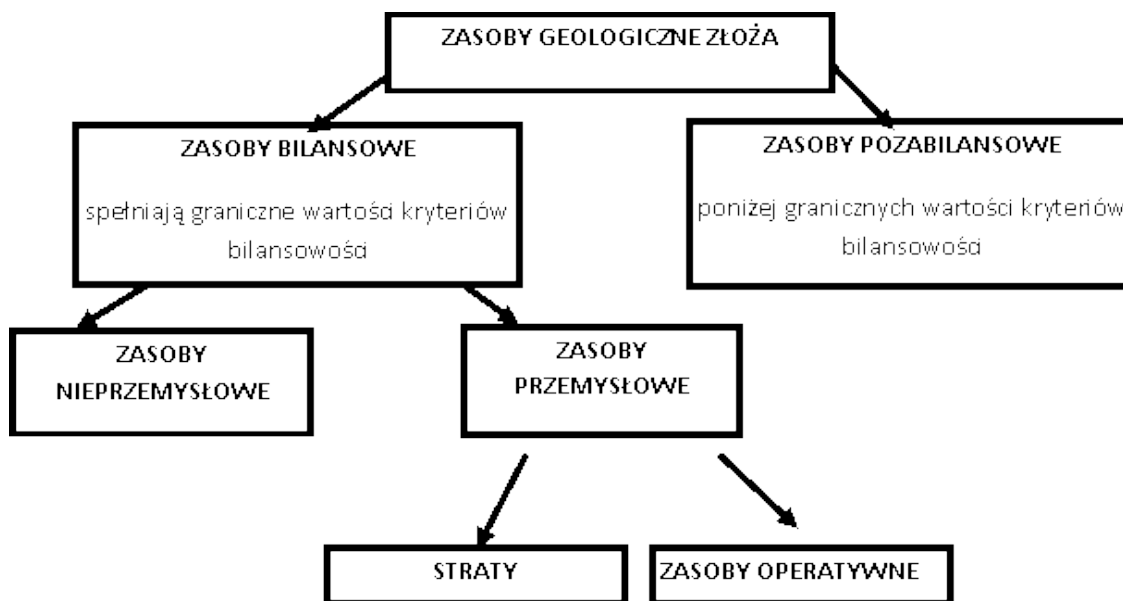 ZASOBY GEOLOGICZNE ZŁOŻA
ZASOBY BILANSOWE
spełniają graniczne wartości kryteriów
bilansowości
ZASOBY POZABILANSOWE
poniżej granicznych wartości kryteriów
bilansowości
ZASOBY
NIEPRZEMYSŁOWE
ZASOBY
PRZEMYSŁOWE
STRATY
ZASOBY OPERATYWNE